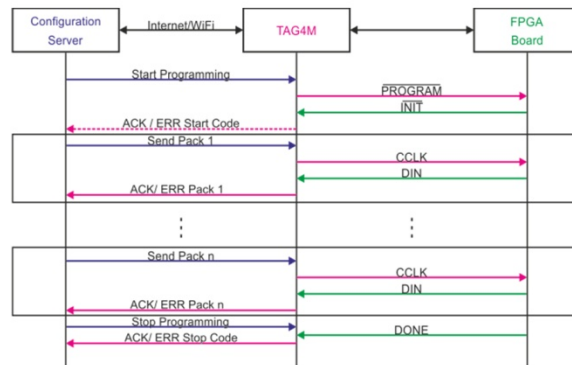 Configuration
Server
Internet/WiFi
TAG4M
FPGA
Board
Start Programming
PROGRAM
INIT
ACK / ERR Start Code
Send Pack 1
CCLK
DIN
ACK/ ERR Pack 1
Send Pack n
CCLK
DIN
ACK/ ERR Pack n
Stop Programming
DONE
ACK/ ERR Stop Code